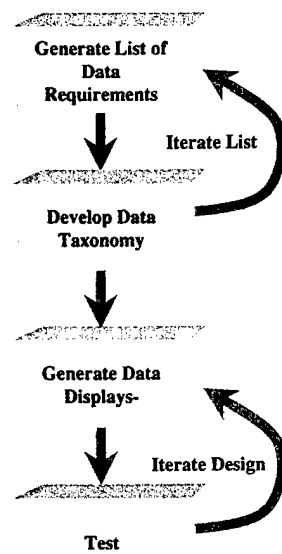 Generate List of
Data
Requirements
Iterate List
Develop Data
Taxonomy
Generate Data
Displays-
Iterate Design
Test